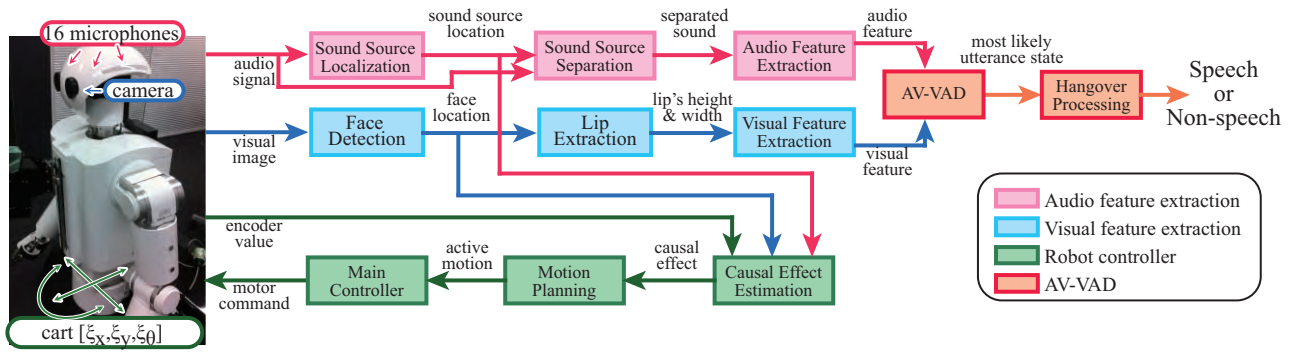 16 microphones
camera
cart [ξx,ξy,ξθ]
audio
signal
Sound Source
Localization
sound source
location
Sound Source
Separation
separated
sound
Audio Feature
Extraction
audio
feature
visual
image
Face
Detection
face
location
Lip
Extraction
lip's height
& width
Visual Feature
Extraction
visual
feature
AV-VAD
most likely
utterance state
Hangover
Processing
Speech
or
Non-speech
encoder
value
motor
command
Main
Controller
active
motion
Motion
Planning
causal
effect
Causal Effect
Estimation
Audio feature extraction
Visual feature extraction
Robot controller
AV-VAD